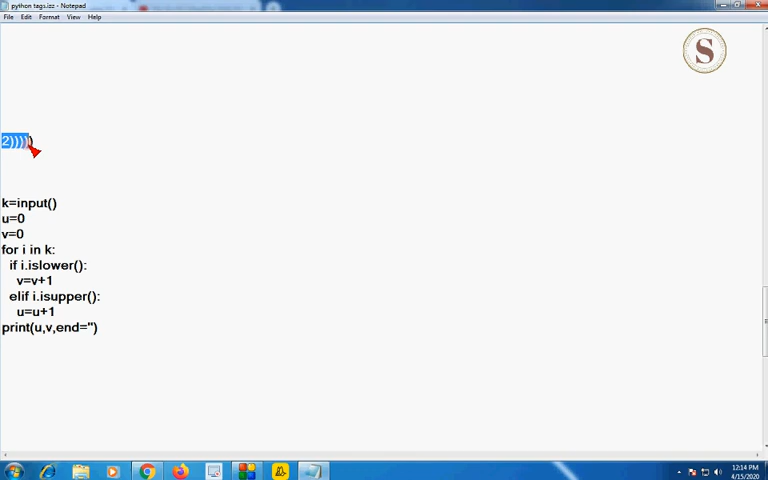 python tags.izz - Notepad
File Edit Format View Help
S
2)))))
k=input()
u=0
v=0
for i in k:
if i.islower():
v=v+1
elif i.isupper():
u=u+1
print(u,v,end='')
12:14 PM
4/15/2020